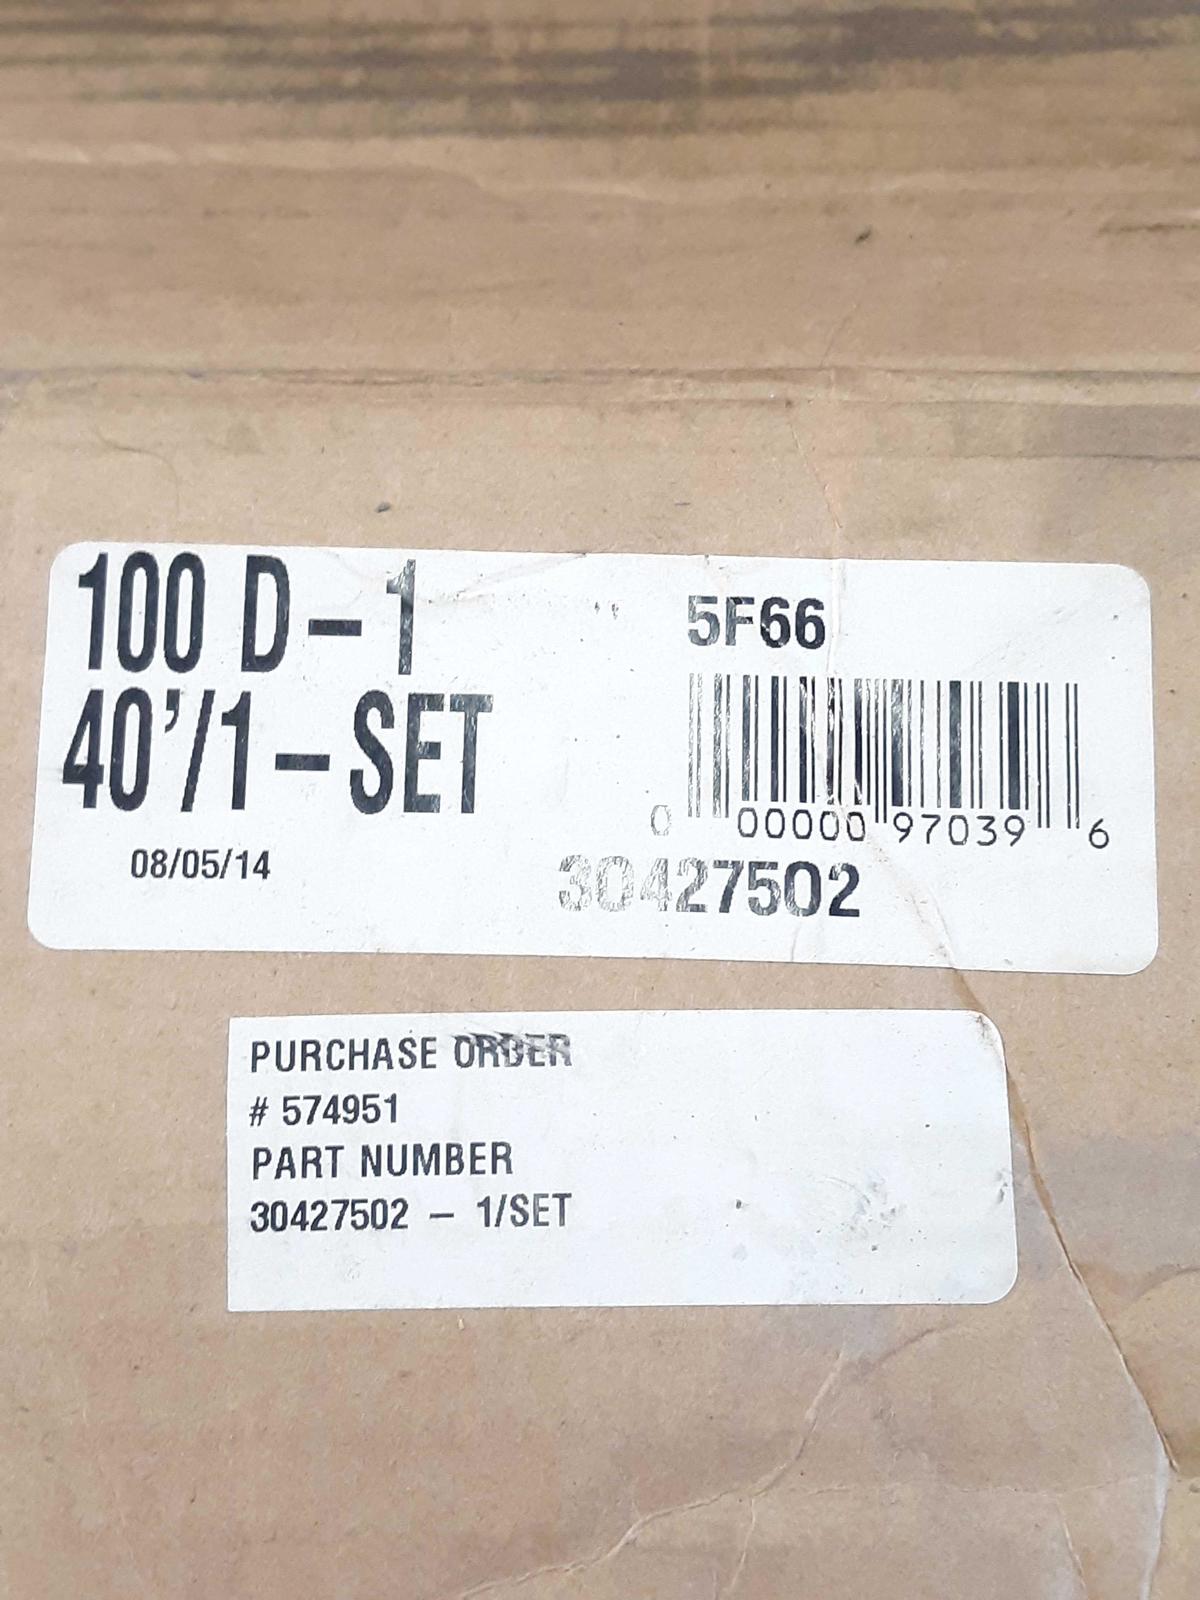 100 D-1
40'/1-SET
08/05/14
5F66
0 00000 97039 6
30427502
PURCHASE ORDER
# 574951
PART NUMBER
30427502 - 1/SET